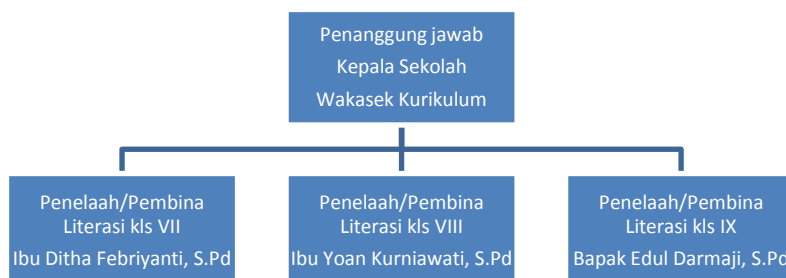 Penanggung jawab
Kepala Sekolah
Wakasek Kurikulum
Penelaah/Pembina
Literasi kls VII
Ibu Ditha Febriyanti, S.Pd
Penelaah/Pembina
Literasi kls VIII
Ibu Yoan Kurniawati, S.Pd
Penelaah/Pembina
Literasi kls IX
Bapak Edul Darmaji, S.Pd